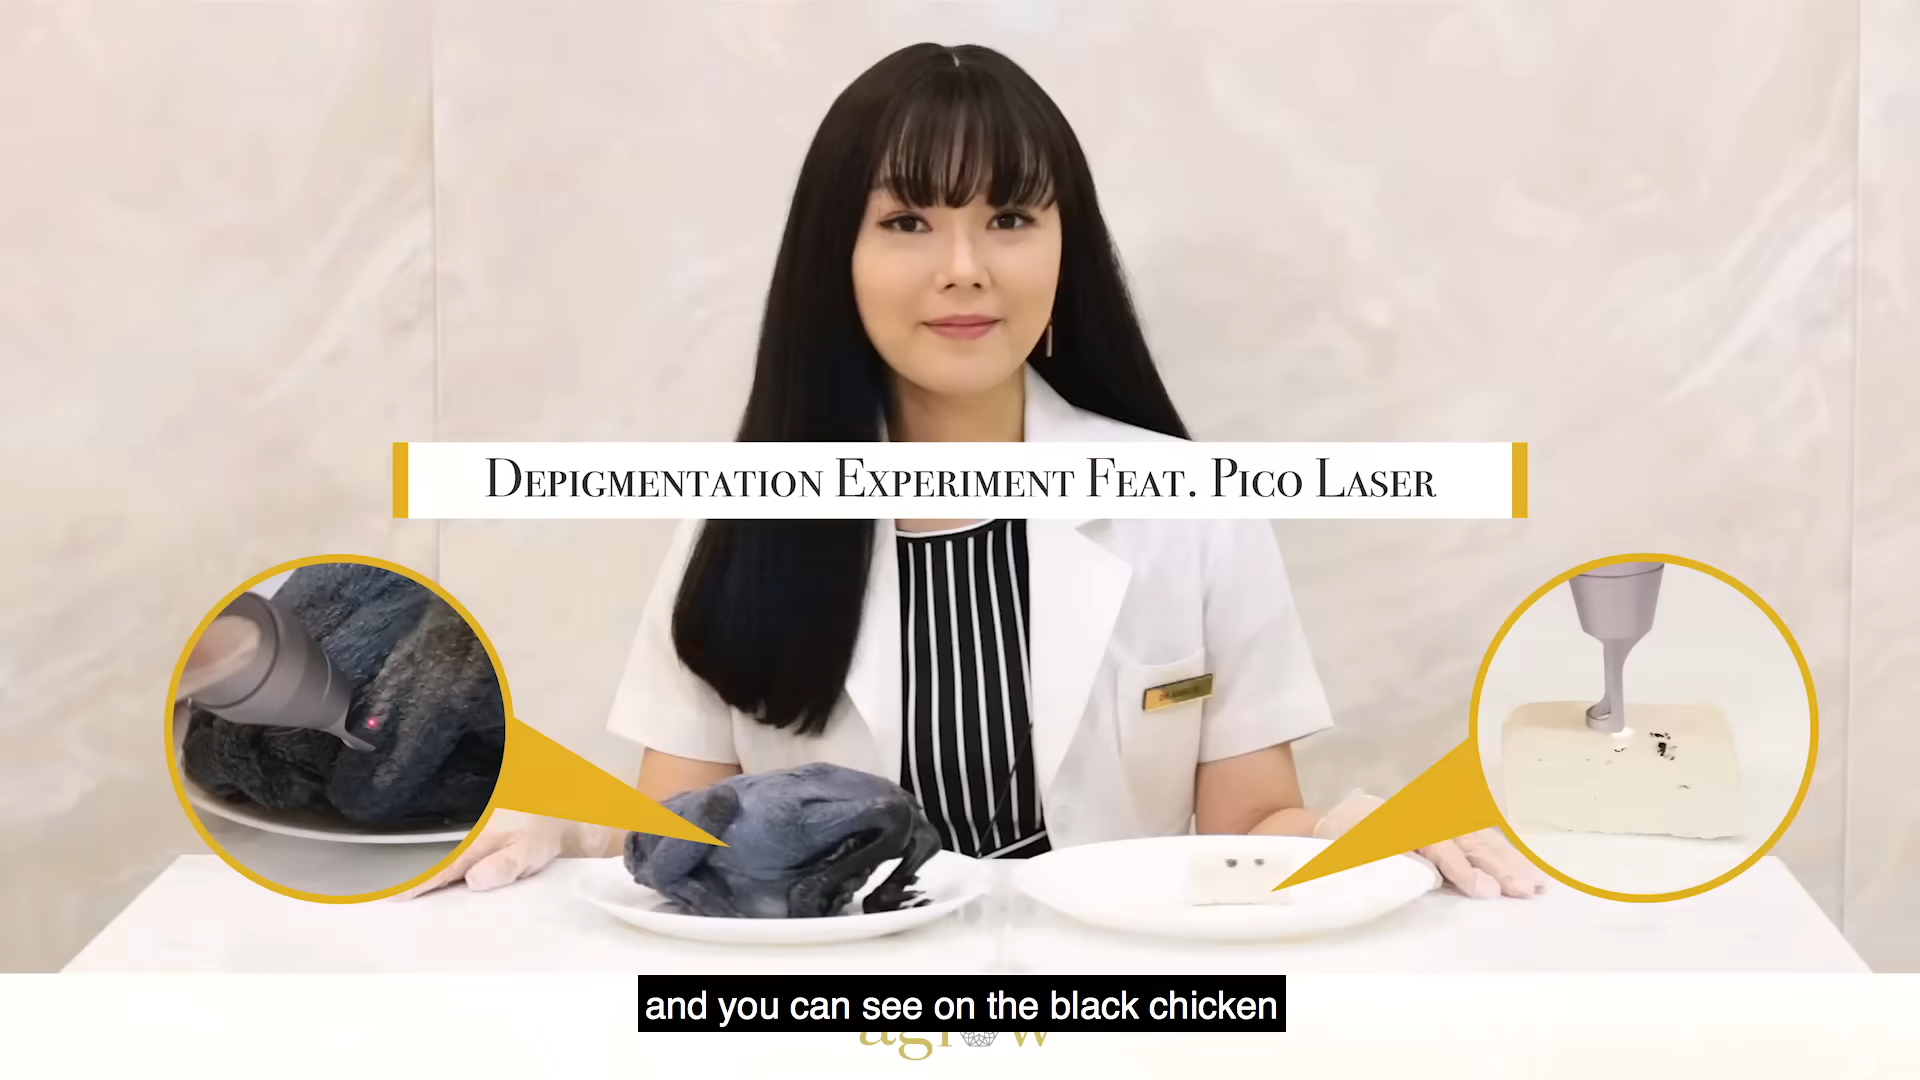 Depigmentation Experiment Feat. Pico Laser
and you can see on the black chicken